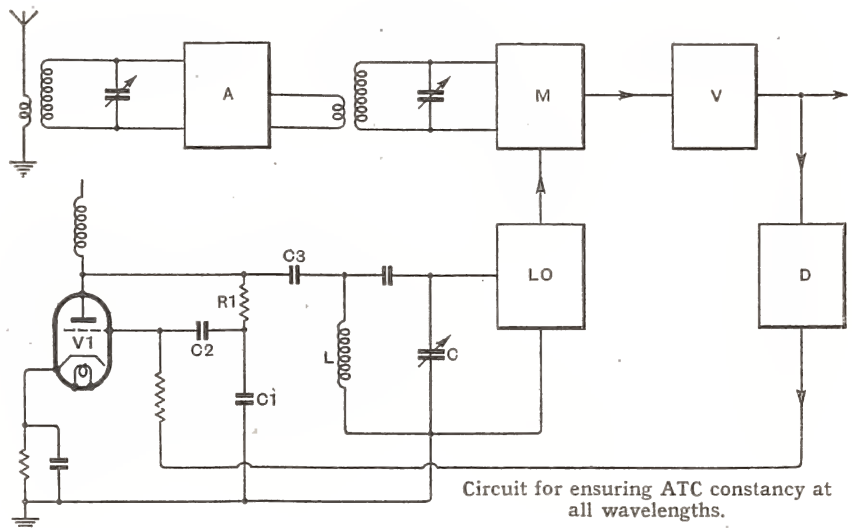 A
M
V
C3
LO
D
R1
V1
C2
L
C
C1
Circuit for ensuring ATC constancy at
all wavelengths.